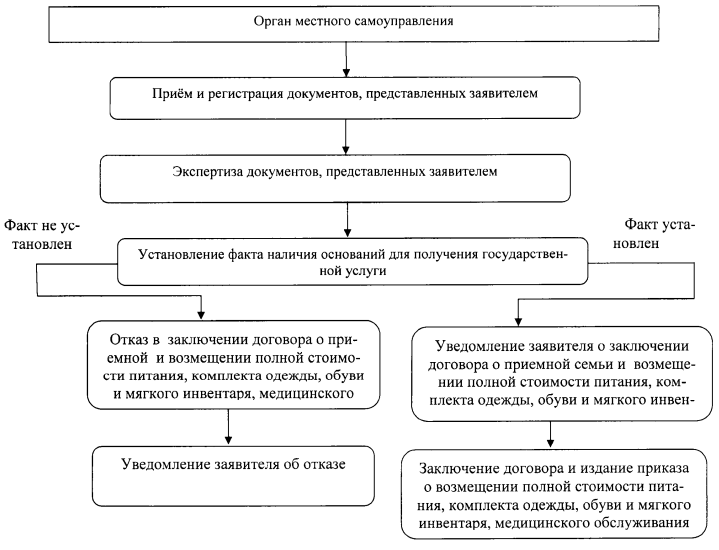 Орган местного самоуправления
Приём и регистрация документов, представленных заявителем
Экспертиза документов, представленных заявителем
Факт не ус-
тановлен
Факт уста-
новлен
Установление факта наличия оснований для получения государствен-
ной услуги
Отказ в заключении договора о при-
емной и возмещении полной стоимо-
сти питания, комплекта одежды, обуви
и мягкого инвентаря, медицинского
Уведомление заявителя о заключении
договора о приемной семьи и возмеще-
нии полной стоимости питания, ком-
плекта одежды, обуви и мягкого инвен-
Уведомление заявителя об отказе
Заключение договора и издание приказа
о возмещении полной стоимости пита-
ния, комплекта одежды, обуви и мягкого
инвентаря, медицинского обслуживания